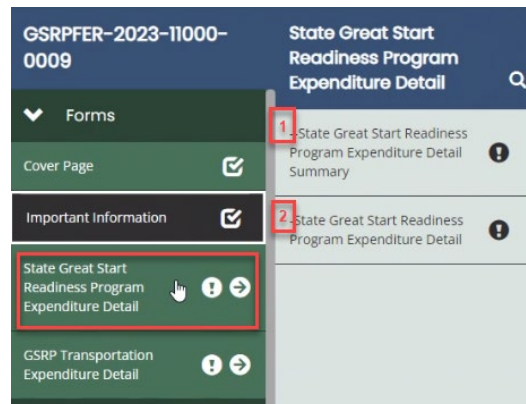 GSRPFER-2023-11000-
0009
Forms
Cover Page
Important Information
State Great Start
Readiness Program
Expenditure Detail
GSRP Transportation
Expenditure Detail
State Great Start
Readiness Program
Expenditure Detail
1
--State Great Start Readiness
Program Expenditure Detail
Summary
2
-State Great Start Readiness
Program Expenditure Detail